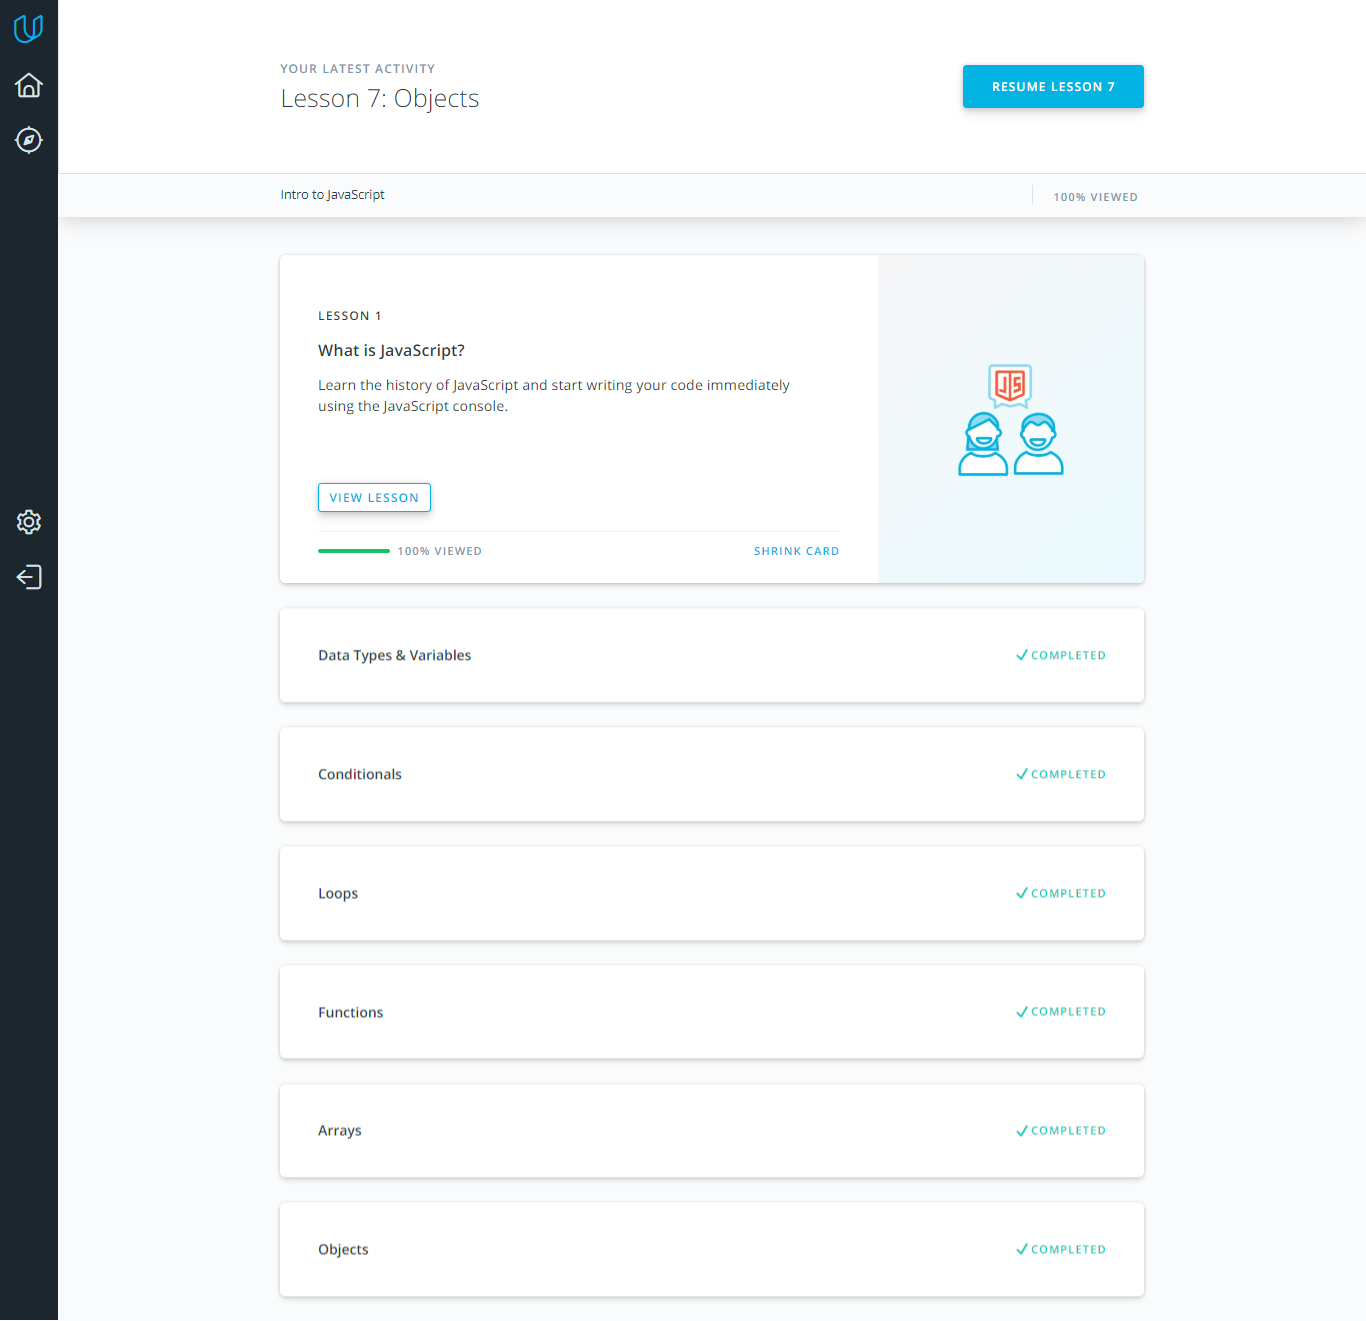 YOUR LATEST ACTIVITY
Lesson 7: Objects
RESUME LESSON 7
Intro to JavaScript
100% VIEWED
LESSON 1
What is JavaScript?
Learn the history of JavaScript and start writing your code immediately
using the JavaScript console.
JS
VIEW LESSON
100% VIEWED
SHRINK CARD
Data Types & Variables
COMPLETED
Conditionals
COMPLETED
Loops
COMPLETED
Functions
COMPLETED
Arrays
COMPLETED
Objects
COMPLETED